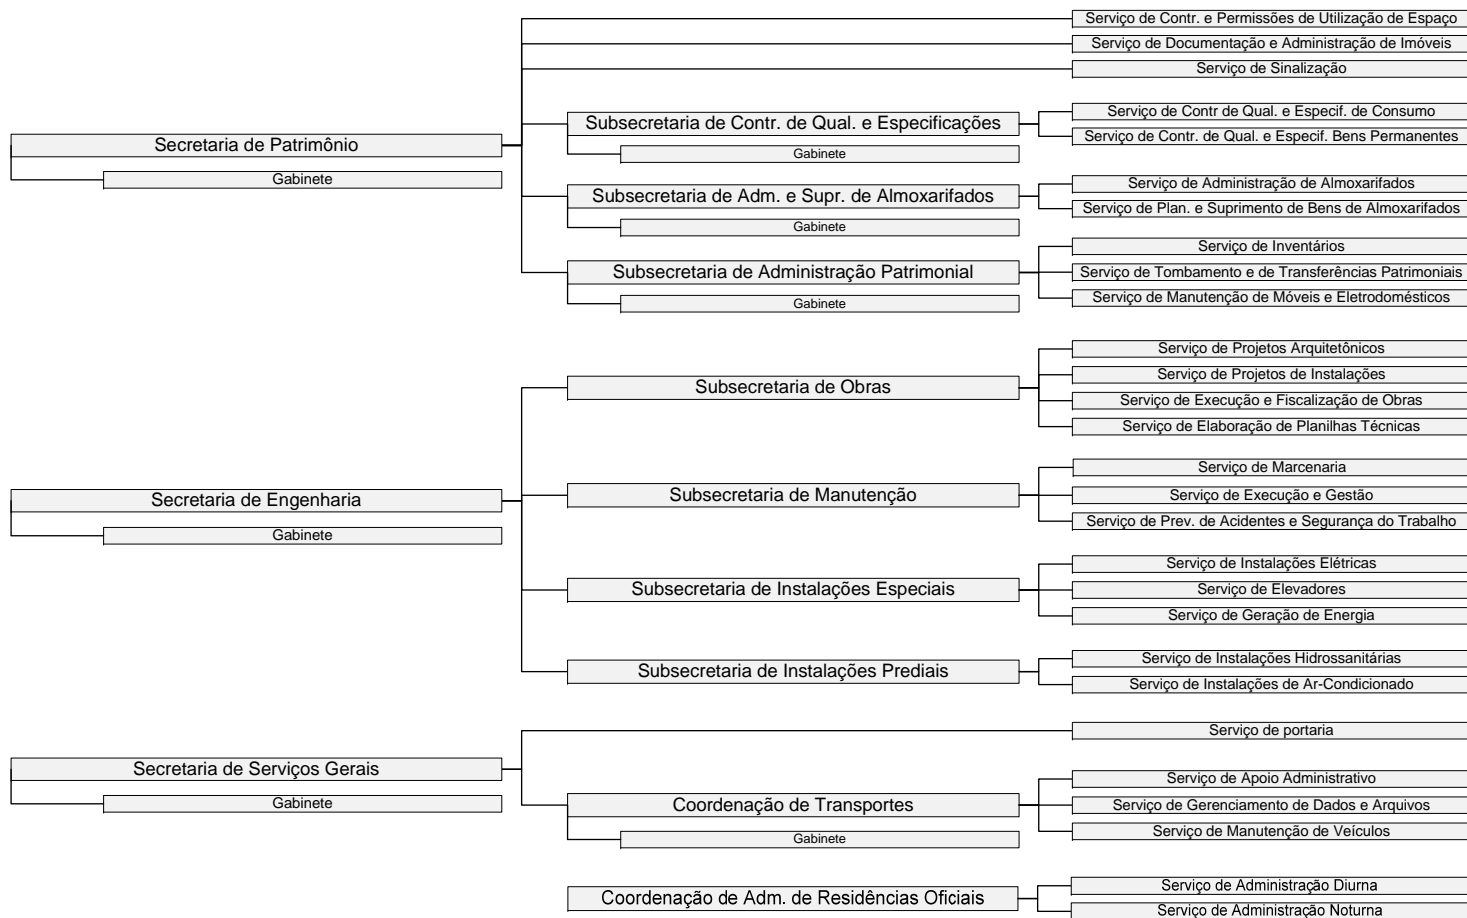 Serviço de Contr. e Permissões de Utilização de Espaço
Serviço de Documentação e Administração de Imóveis
Serviço de Sinalização
Secretaria de Patrimônio
Gabinete
Subsecretaria de Contr. de Qual. e Especificações
Gabinete
Serviço de Contr de Qual. e Especif. de Consumo
Serviço de Contr. de Qual. e Especif. Bens Permanentes
Subsecretaria de Adm. e Supr. de Almoxarifados
Gabinete
Serviço de Administração de Almoxarifados
Serviço de Plan. e Suprimento de Bens de Almoxarifados
Subsecretaria de Administração Patrimonial
Gabinete
Serviço de Inventários
Serviço de Tombamento e de Transferências Patrimoniais
Serviço de Manutenção de Móveis e Eletrodomésticos
Secretaria de Engenharia
Gabinete
Subsecretaria de Obras
Serviço de Projetos Arquitetônicos
Serviço de Projetos de Instalações
Serviço de Execução e Fiscalização de Obras
Serviço de Elaboração de Planilhas Técnicas
Subsecretaria de Manutenção
Serviço de Marcenaria
Serviço de Execução e Gestão
Serviço de Prev. de Acidentes e Segurança do Trabalho
Subsecretaria de Instalações Especiais
Serviço de Instalações Elétricas
Serviço de Elevadores
Serviço de Geração de Energia
Subsecretaria de Instalações Prediais
Serviço de Instalações Hidrossanitárias
Serviço de Instalações de Ar-Condicionado
Secretaria de Serviços Gerais
Gabinete
Serviço de portaria
Coordenação de Transportes
Gabinete
Serviço de Apoio Administrativo
Serviço de Gerenciamento de Dados e Arquivos
Serviço de Manutenção de Veículos
Coordenação de Adm. de Residências Oficiais
Serviço de Administração Diurna
Serviço de Administração Noturna